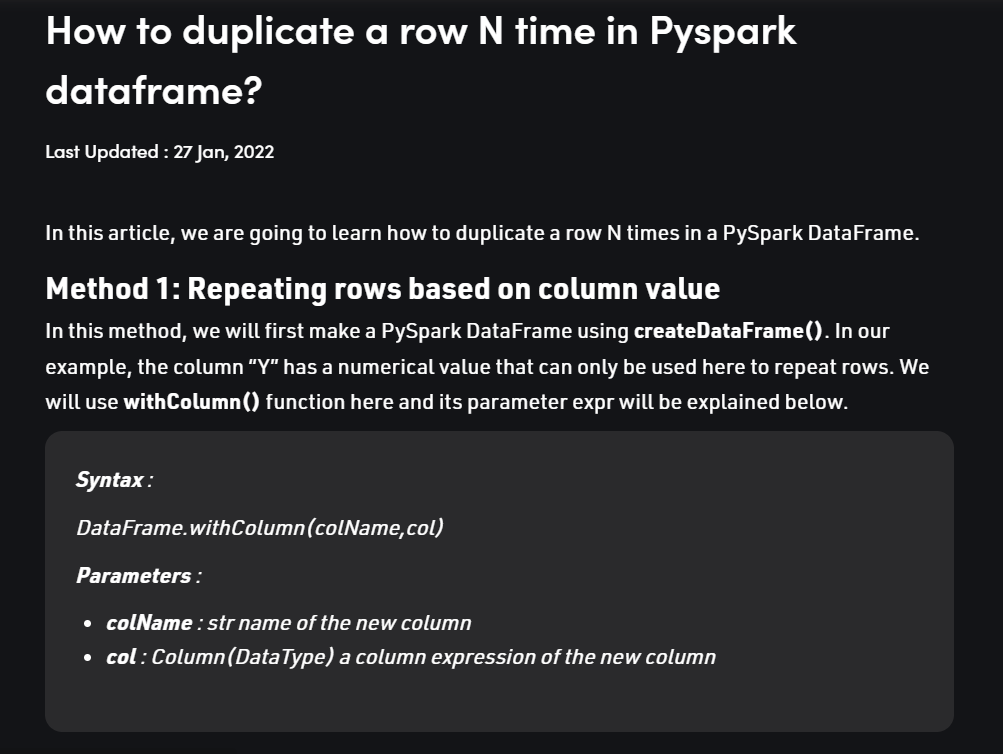 How to duplicate a row N time in Pyspark
dataframe?
Last Updated : 27 Jan, 2022
In this article, we are going to learn how to duplicate a row N times in a PySpark DataFrame.
Method 1: Repeating rows based on column value
In this method, we will first make a PySpark DataFrame using createDataFrame(). In our
example, the column “Y” has a numerical value that can only be used here to repeat rows. We
will use withColumn() function here and its parameter expr will be explained below.
Syntax :
DataFrame.withColumn(colName,col)
Parameters :
• colName : str name of the new column
• col : Column(DataType) a column expression of the new column